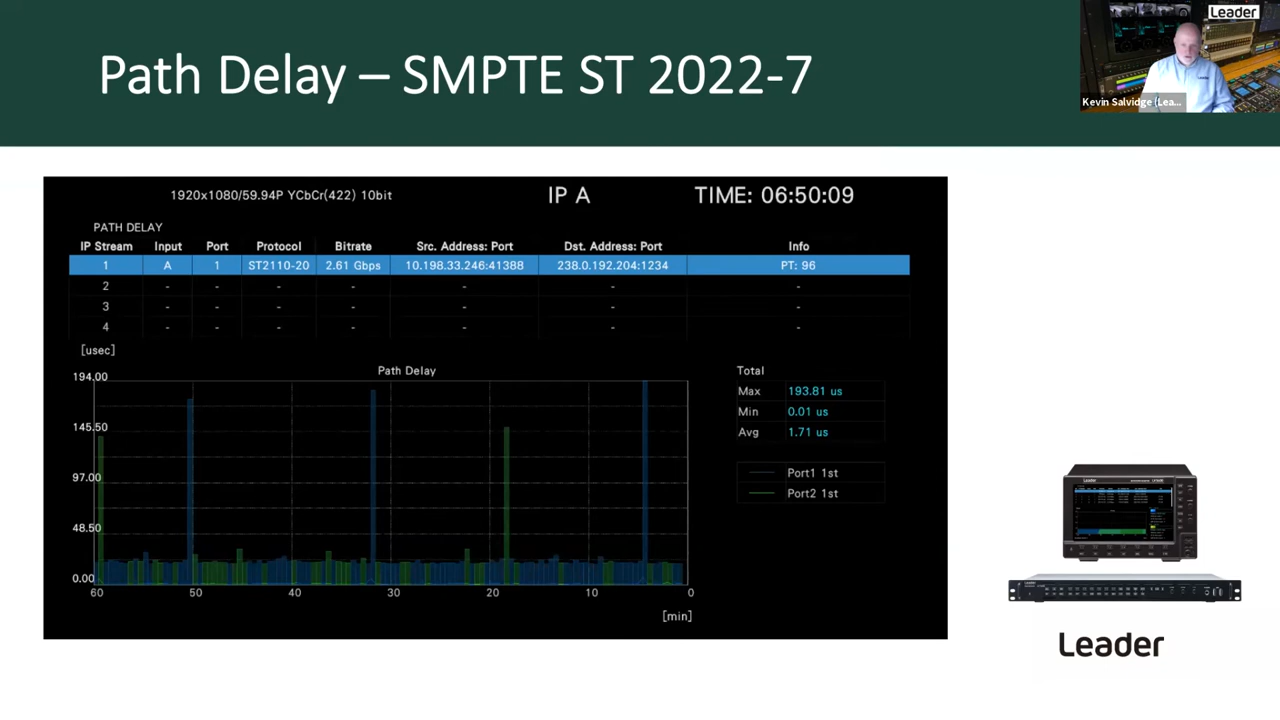 Path Delay – SMPTE ST 2022-7
Leader
Kevin Salvidge (Lea...
1920x1080/59.94P YCbCr(422) 10bit IP A TIME: 06:50:09
PATH DELAY
IP Stream Input Port Protocol Bitrate Src. Address: Port Dst. Address: Port Info
1 A 1 ST2110-20 2.61 Gbps 10.198.33.246:41388 238.0.192.204:1234 PT: 96
2 - - - - - - -
3 - - - - - - -
4 - - - - - - -
[usec]
Path Delay
194.00
145.50
97.00
48.50
0.00
60 50 40 30 20 10 0
[min]
Total
Max 193.81 us
Min 0.01 us
Avg 1.71 us
Port1 1st
Port2 1st
Leader
Leader